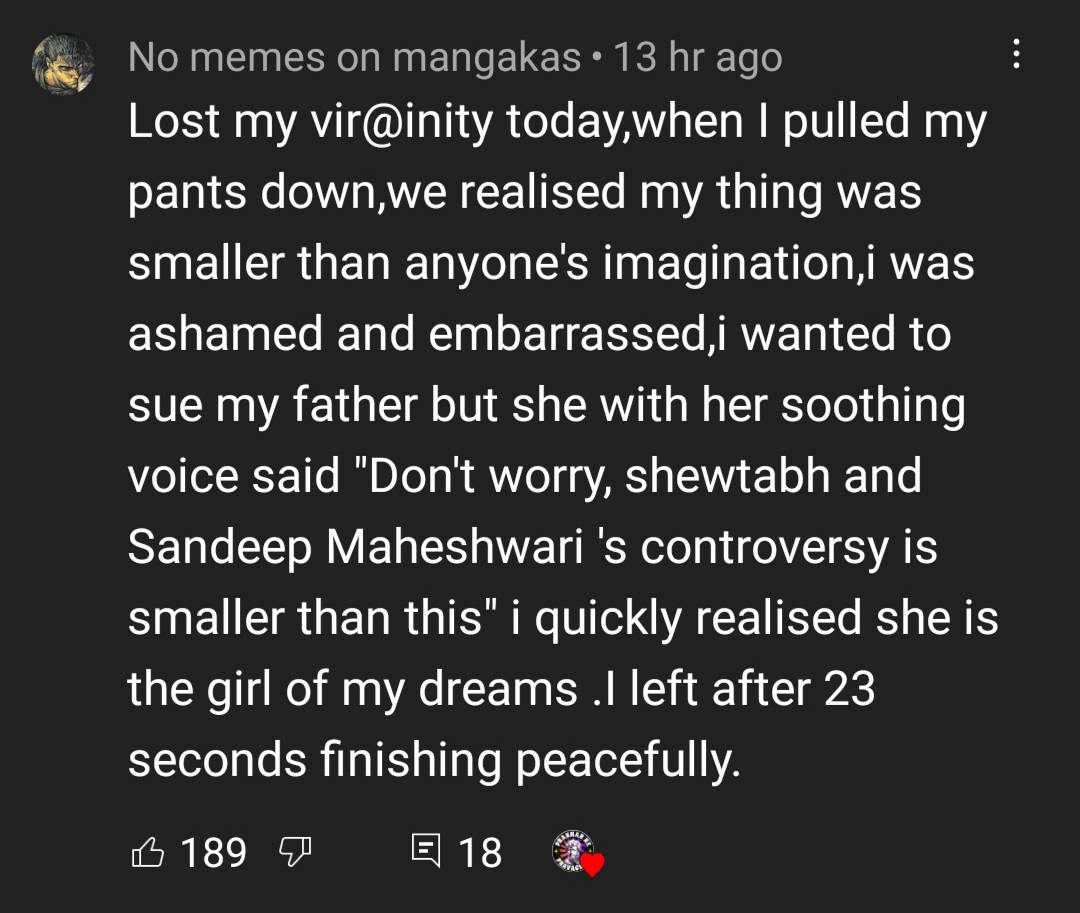 No memes on mangakas • 13 hr ago
Lost my vir@inity today,when I pulled my
pants down,we realised my thing was
smaller than anyone's imagination,i was
ashamed and embarrassed,i wanted to
sue my father but she with her soothing
voice said "Don't worry, shewtabh and
Sandeep Maheshwari 's controversy is
smaller than this" i quickly realised she is
the girl of my dreams .I left after 23
seconds finishing peacefully.
189 18